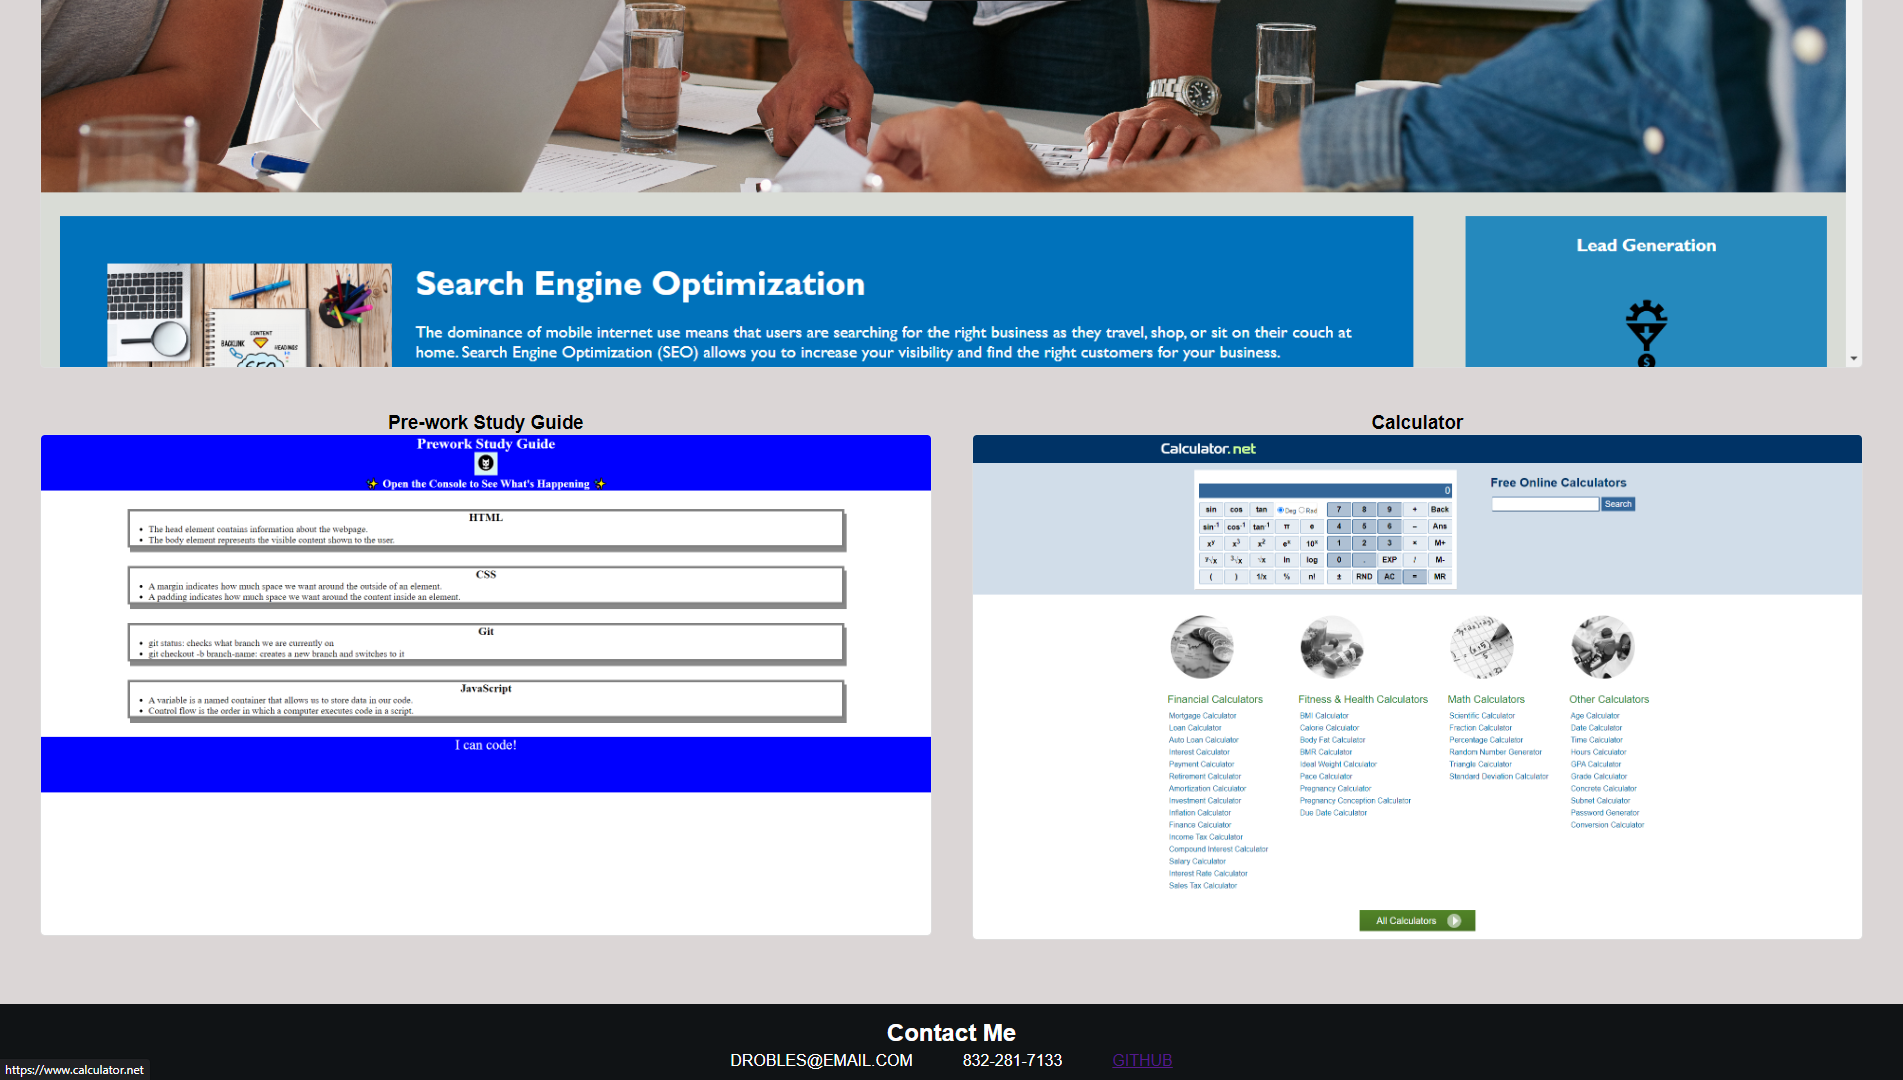 Search Engine Optimization
The dominance of mobile internet use means that users are searching for the right business as they travel, shop, or sit on their couch at
home. Search Engine Optimization (SEO) allows you to increase your visibility and find the right customers for your business.
CONTENT
BACKLINK
HEADINGS
Lead Generation
$
Pre-work Study Guide
Prework Study Guide
✨ Open the Console to See What's Happening ✨
HTML
• The head element contains information about the webpage.
• The body element represents the visible content shown to the user.
CSS
• A margin indicates how much space we want around the outside of an element.
• A padding indicates how much space we want around the content inside an element.
Git
• git status: checks what branch we are currently on
• git checkout -b branch-name: creates a new branch and switches to it
JavaScript
• A variable is a named container that allows us to store data in our code.
• Control flow is the order in which a computer executes code in a script.
I can code!
Calculator
Calculator.net
0
sin cos tan Deg Rad 7 8 9 + Back
sin⁻¹ cos⁻¹ tan⁻¹ π e 4 5 6 – Ans
xʸ x³ x² eˣ 10ˣ 1 2 3 × M+
ʸ√x ³√x √x ln log 0 . EXP / M-
( ) 1/x % n! ± RND AC = MR
Free Online Calculators
Search
Financial Calculators
Mortgage Calculator
Loan Calculator
Auto Loan Calculator
Interest Calculator
Payment Calculator
Retirement Calculator
Amortization Calculator
Investment Calculator
Inflation Calculator
Finance Calculator
Income Tax Calculator
Compound Interest Calculator
Salary Calculator
Interest Rate Calculator
Sales Tax Calculator
Fitness & Health Calculators
BMI Calculator
Calorie Calculator
Body Fat Calculator
BMR Calculator
Ideal Weight Calculator
Pace Calculator
Pregnancy Calculator
Pregnancy Conception Calculator
Due Date Calculator
Math Calculators
Scientific Calculator
Fraction Calculator
Percentage Calculator
Random Number Generator
Triangle Calculator
Standard Deviation Calculator
Other Calculators
Age Calculator
Date Calculator
Time Calculator
Hours Calculator
GPA Calculator
Grade Calculator
Concrete Calculator
Subnet Calculator
Password Generator
Conversion Calculator
All Calculators
Contact Me
DROBLES@EMAIL.COM 832-281-7133 GITHUB
https://www.calculator.net